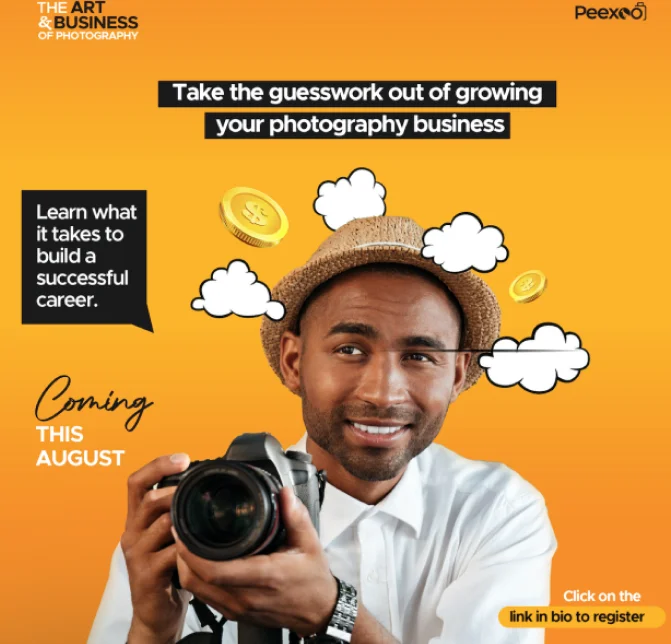 THE ART
& BUSINESS
OF PHOTOGRAPHY
Peexoo
Take the guesswork out of growing
your photography business
Learn what
it takes to
build a
successful
career.
Coming
THIS
AUGUST
Click on the
link in bio to register